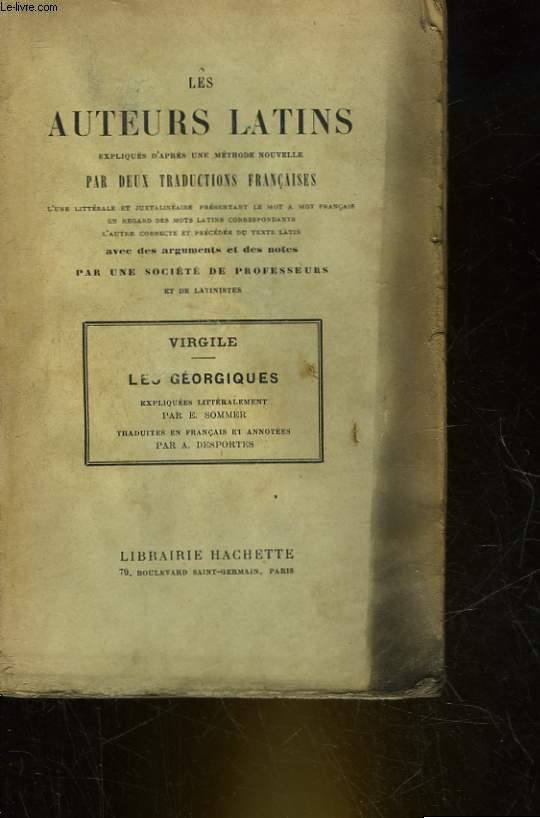 Le-livre.com
LES
AUTEURS LATINS
EXPLIQUÉS D'APRÈS UNE MÉTHODE NOUVELLE
PAR DEUX TRADUCTIONS FRANÇAISES
L'UNE LITTÉRALE ET JUXTALINÉAIRE PRÉSENTANT LE MOT A MOT FRANÇAIS
EN REGARD DES MOTS LATINS CORRESPONDANTS
L'AUTRE CORRECTE ET PRÉCÉDÉE DU TEXTE LATIN
avec des arguments et des notes
PAR UNE SOCIÉTÉ DE PROFESSEURS
ET DE LATINISTES
VIRGILE
LES GÉORGIQUES
EXPLIQUÉES LITTÉRALEMENT
PAR E. SOMMER
TRADUITES EN FRANÇAIS ET ANNOTÉES
PAR A. DESPORTES
LIBRAIRIE HACHETTE
79, BOULEVARD SAINT-GERMAIN, PARIS